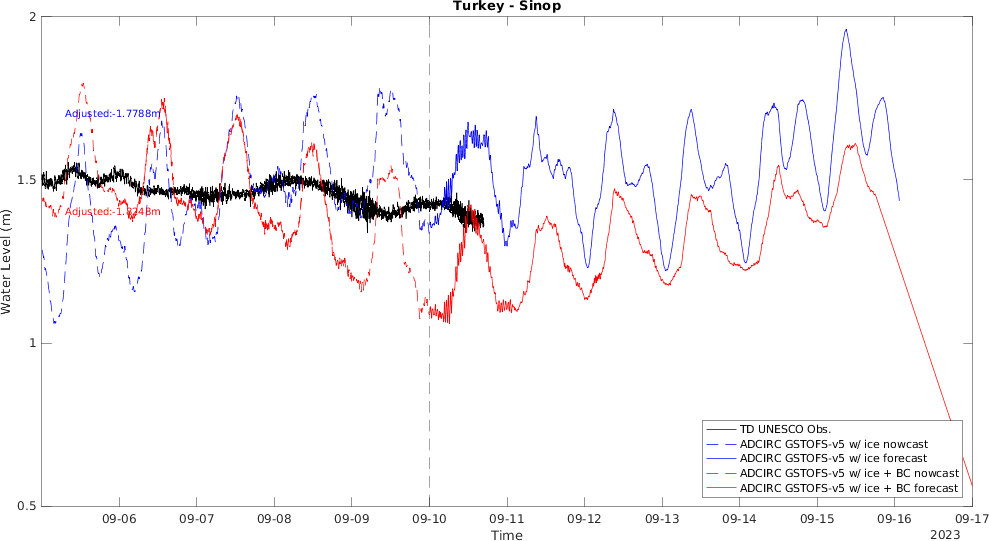 Turkey - Sinop
2
Adjusted:-1.7788m
1.5
Water Level (m)
1
0.5
TD UNESCO Obs.
ADCIRC GSTOFS-v5 w/ ice nowcast
ADCIRC GSTOFS-v5 w/ ice forecast
ADCIRC GSTOFS-v5 w/ ice + BC nowcast
ADCIRC GSTOFS-v5 w/ ice + BC forecast
09-06 09-07 09-08 09-09 09-10 09-11 09-12 09-13 09-14 09-15 09-16 09-17
Time
2023